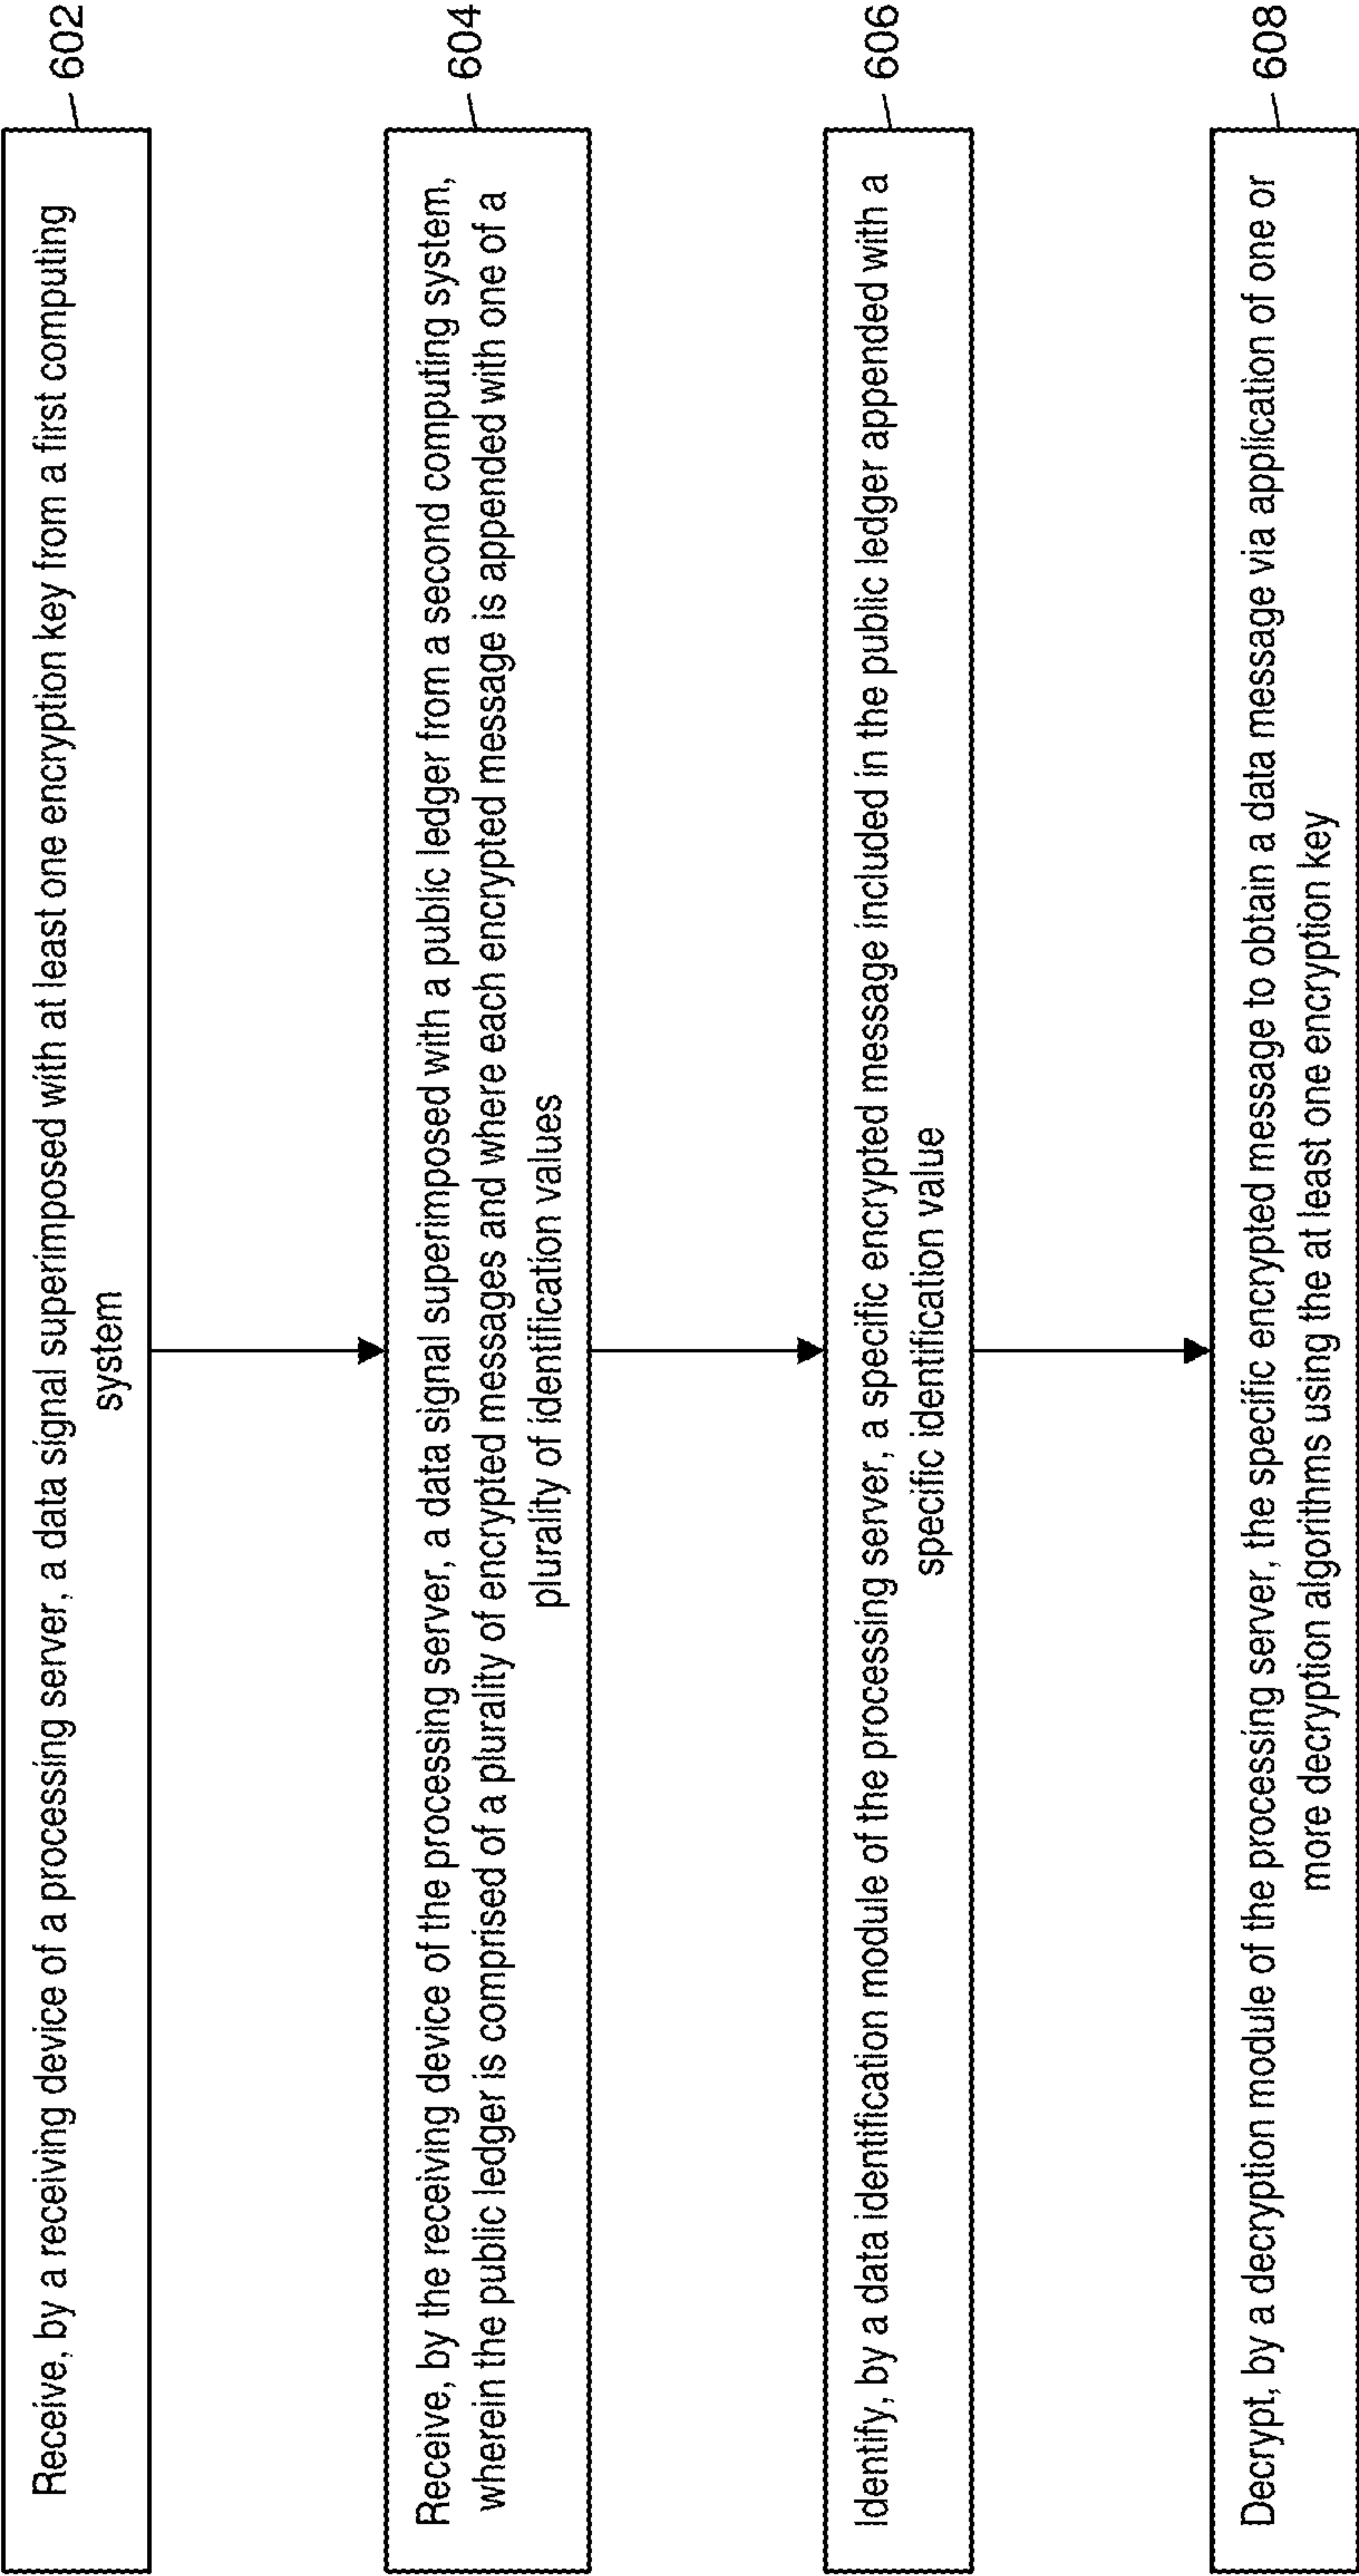 Receive, by a receiving device of a processing server, a data signal superimposed with at least one encryption key from a first computing
system
602
Receive, by the receiving device of the processing server, a data signal superimposed with a public ledger from a second computing system,
wherein the public ledger is comprised of a plurality of encrypted messages and where each encrypted message is appended with one of a
plurality of identification values
604
Identify, by a data identification module of the processing server, a specific encrypted message included in the public ledger appended with a
specific identification value
606
Decrypt, by a decryption module of the processing server, the specific encrypted message to obtain a data message via application of one or
more decryption algorithms using the at least one encryption key
608